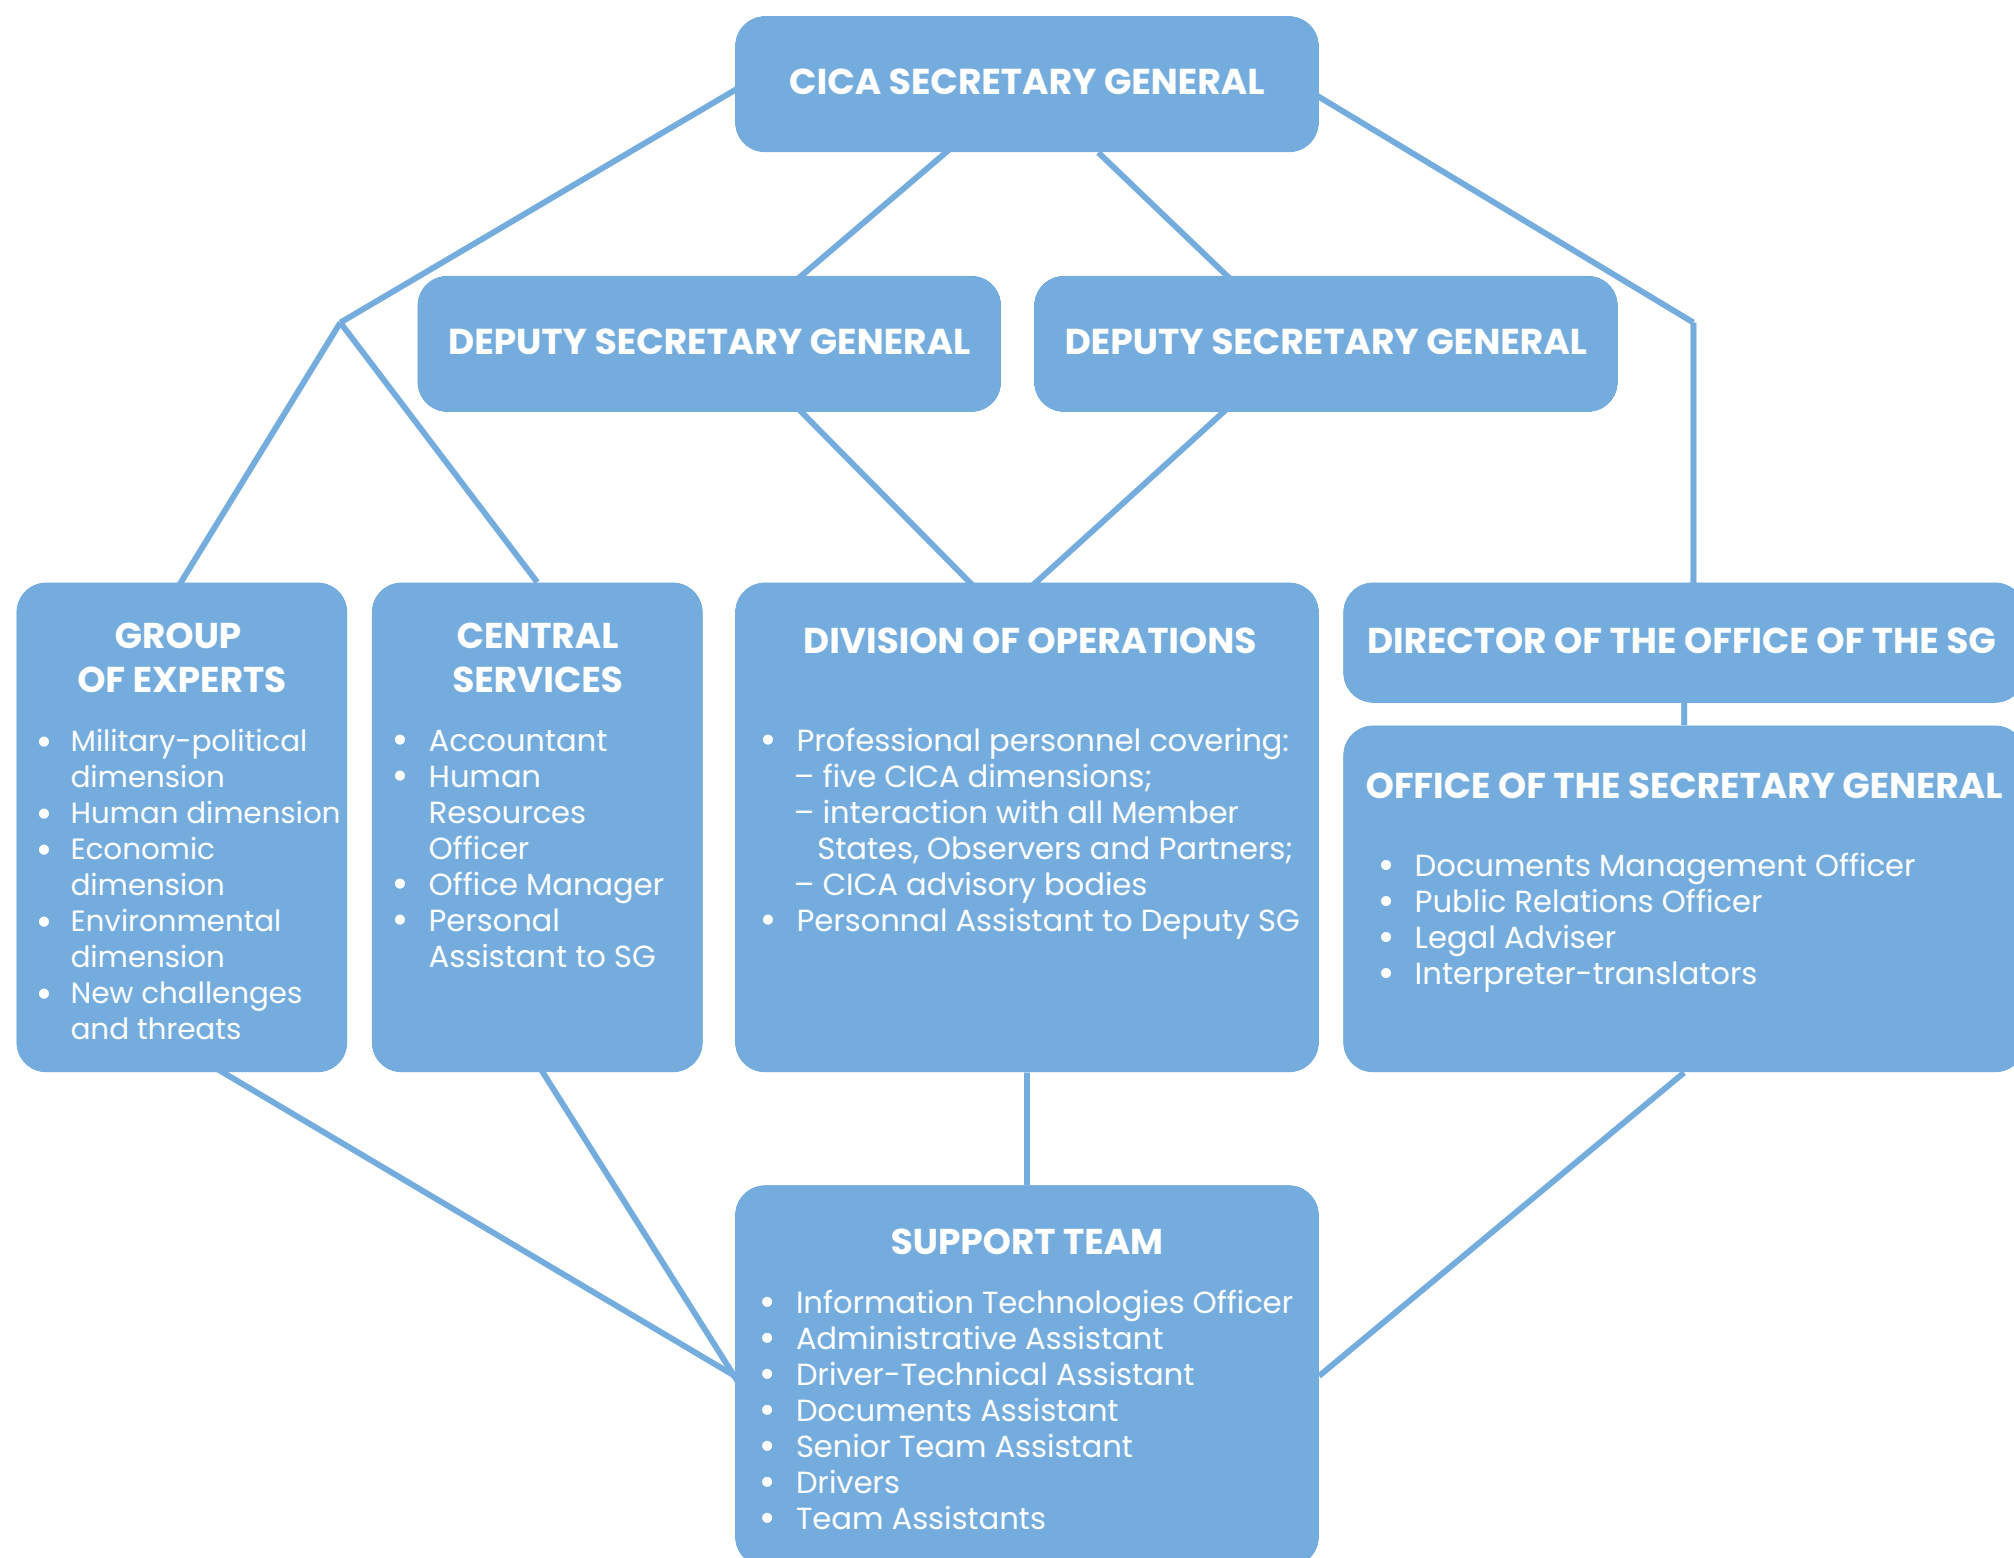 CICA SECRETARY GENERAL
DEPUTY SECRETARY GENERAL
DEPUTY SECRETARY GENERAL
GROUP
OF EXPERTS
• Military-political
dimension
• Human dimension
• Economic
dimension
• Environmental
dimension
• New challenges
and threats
CENTRAL
SERVICES
• Accountant
• Human
Resources
Officer
• Office Manager
• Personal
Assistant to SG
DIVISION OF OPERATIONS
• Professional personnel covering:
– five CICA dimensions;
– interaction with all Member
States, Observers and Partners;
– CICA advisory bodies
• Personnal Assistant to Deputy SG
DIRECTOR OF THE OFFICE OF THE SG
OFFICE OF THE SECRETARY GENERAL
• Documents Management Officer
• Public Relations Officer
• Legal Adviser
• Interpreter-translators
SUPPORT TEAM
• Information Technologies Officer
• Administrative Assistant
• Driver-Technical Assistant
• Documents Assistant
• Senior Team Assistant
• Drivers
• Team Assistants